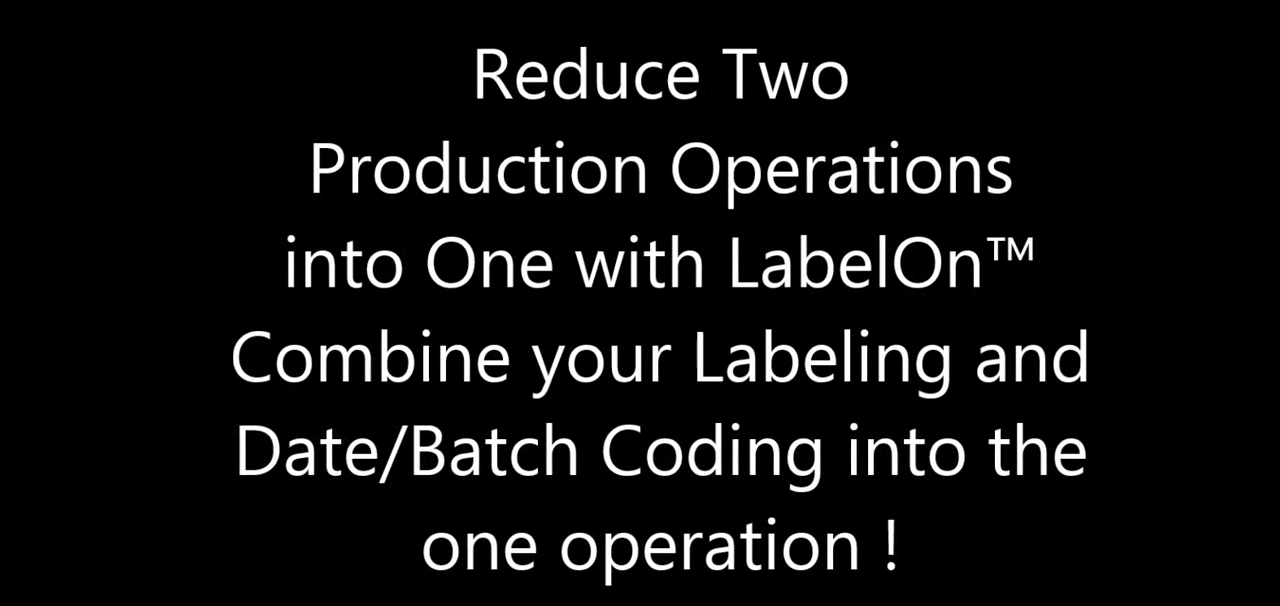 Reduce Two
Production Operations
into One with LabelOn™
Combine your Labeling and
Date/Batch Coding into the
one operation !